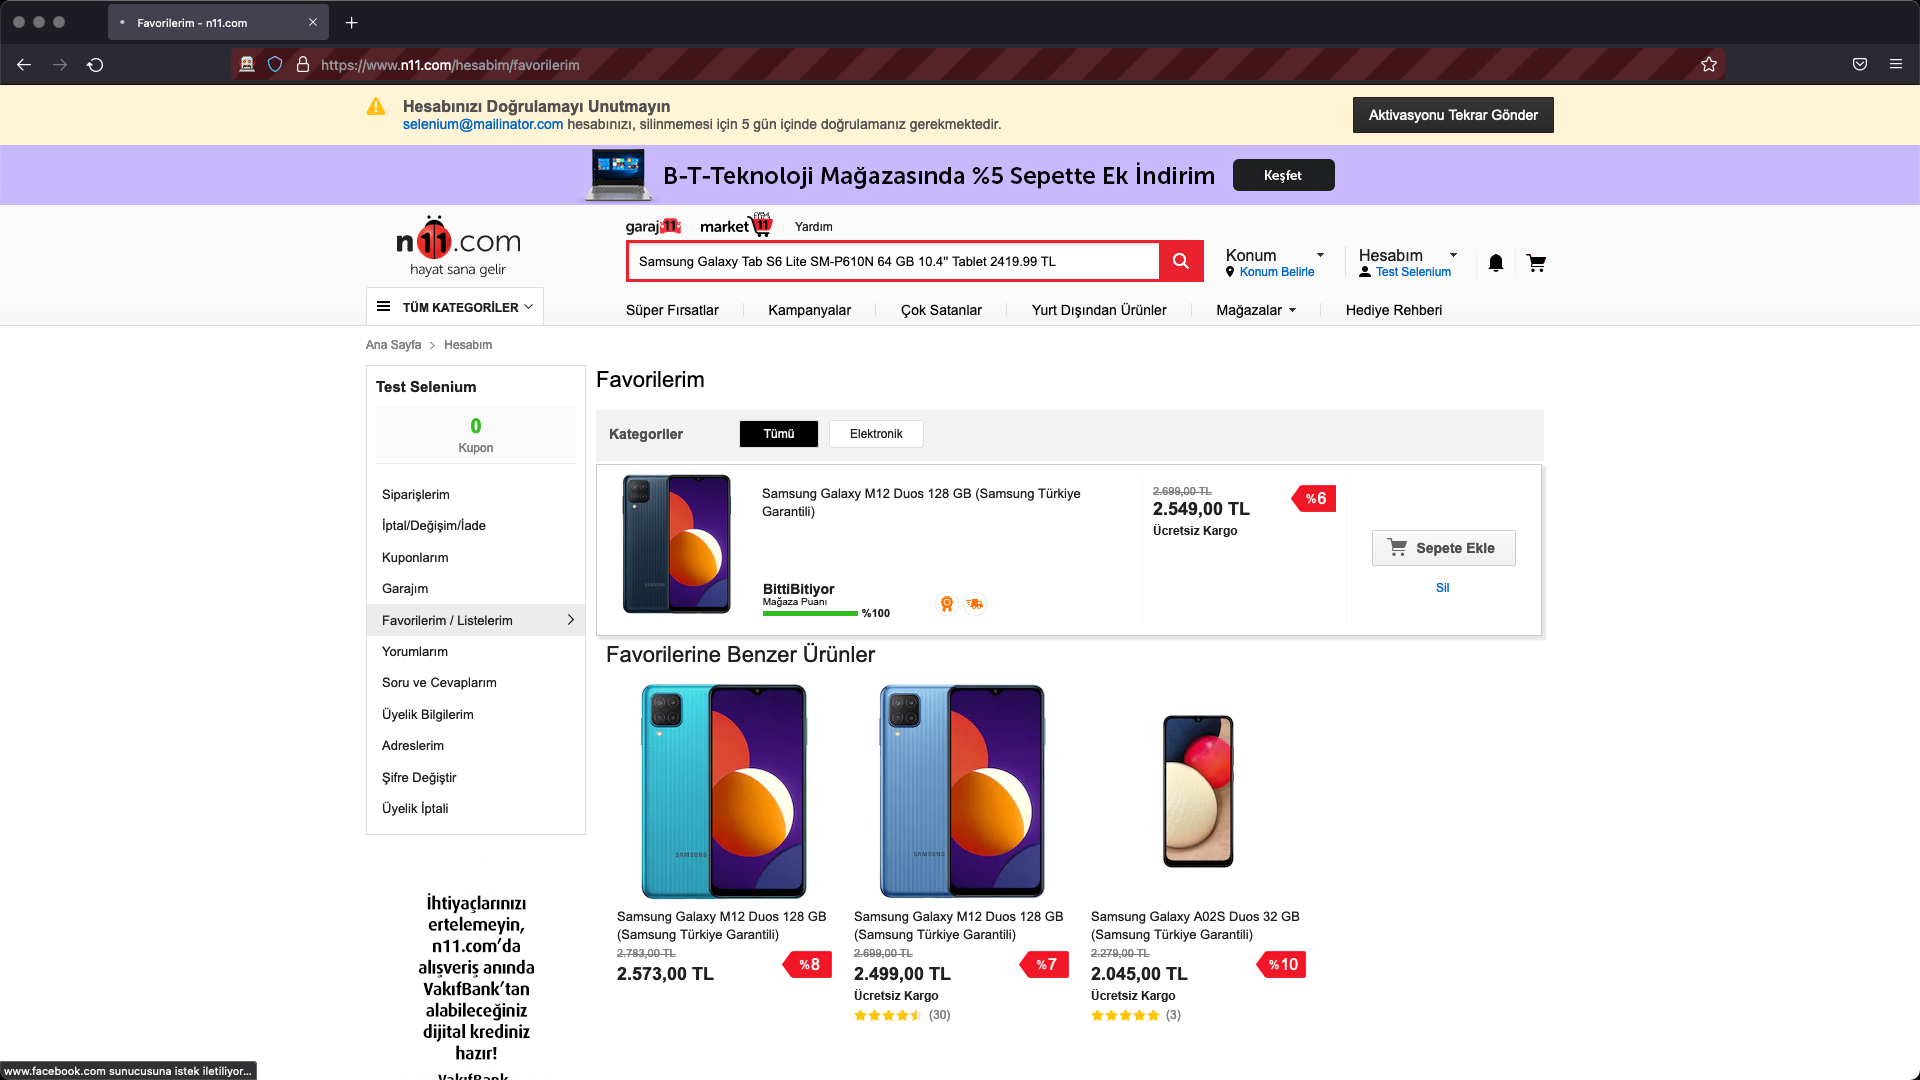 Favorilerim - n11.com
https://www.n11.com/hesabim/favorilerim
Hesabınızı Doğrulamayı Unutmayın
selenium@mailinator.com hesabınızı, silinmemesi için 5 gün içinde doğrulamanız gerekmektedir.
Aktivasyonu Tekrar Gönder
B-T-Teknoloji Mağazasında %5 Sepette Ek İndirim
Keşfet
n11.com
hayat sana gelir
garaj11
market11
Yardım
Samsung Galaxy Tab S6 Lite SM-P610N 64 GB 10.4" Tablet 2419.99 TL
Konum
Konum Belirle
Hesabım
Test Selenium
TÜM KATEGORİLER
Süper Fırsatlar
Kampanyalar
Çok Satanlar
Yurt Dışından Ürünler
Mağazalar
Hediye Rehberi
Ana Sayfa > Hesabım
Test Selenium
0
Kupon
Siparişlerim
İptal/Değişim/İade
Kuponlarım
Garajım
Favorilerim / Listelerim
Yorumlarım
Soru ve Cevaplarım
Üyelik Bilgilerim
Adreslerim
Şifre Değiştir
Üyelik İptali
Favorilerim
Kategoriler
Tümü
Elektronik
Samsung Galaxy M12 Duos 128 GB (Samsung Türkiye
Garantili)
BittiBitiyor
Mağaza Puanı
%100
2.699,00 TL
2.549,00 TL
Ücretsiz Kargo
%6
Sepete Ekle
Sil
Favorilerine Benzer Ürünler
SAMSUNG
SAMSUNG
SAMSUNG
Samsung Galaxy M12 Duos 128 GB
(Samsung Türkiye Garantili)
2.783,00 TL
2.573,00 TL
%8
Samsung Galaxy M12 Duos 128 GB
(Samsung Türkiye Garantili)
2.699,00 TL
2.499,00 TL
%7
Ücretsiz Kargo
(30)
Samsung Galaxy A02S Duos 32 GB
(Samsung Türkiye Garantili)
2.279,00 TL
2.045,00 TL
%10
Ücretsiz Kargo
(3)
İhtiyaçlarınızı
ertelemeyin,
n11.com'da
alışveriş anında
VakıfBank'tan
alabileceğiniz
dijital krediniz
hazır!
VakıfBank
www.facebook.com sunucusuna istek iletiliyor...